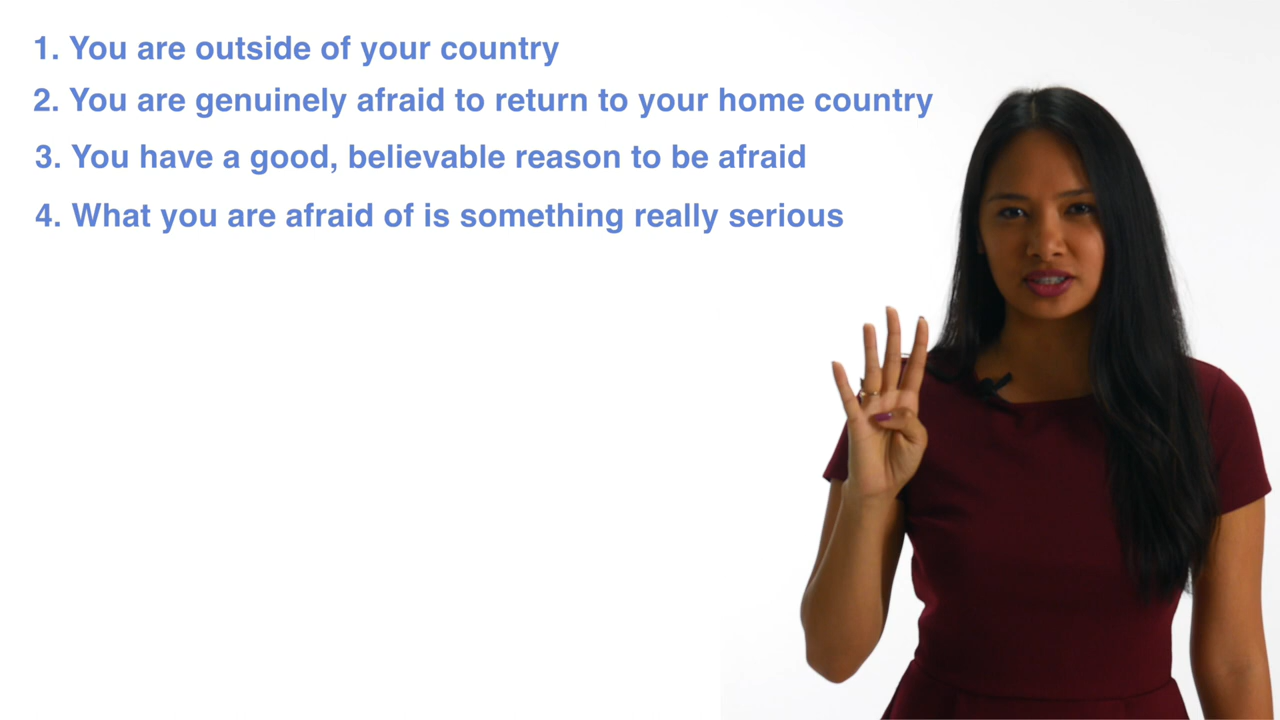 1. You are outside of your country
2. You are genuinely afraid to return to your home country
3. You have a good, believable reason to be afraid
4. What you are afraid of is something really serious